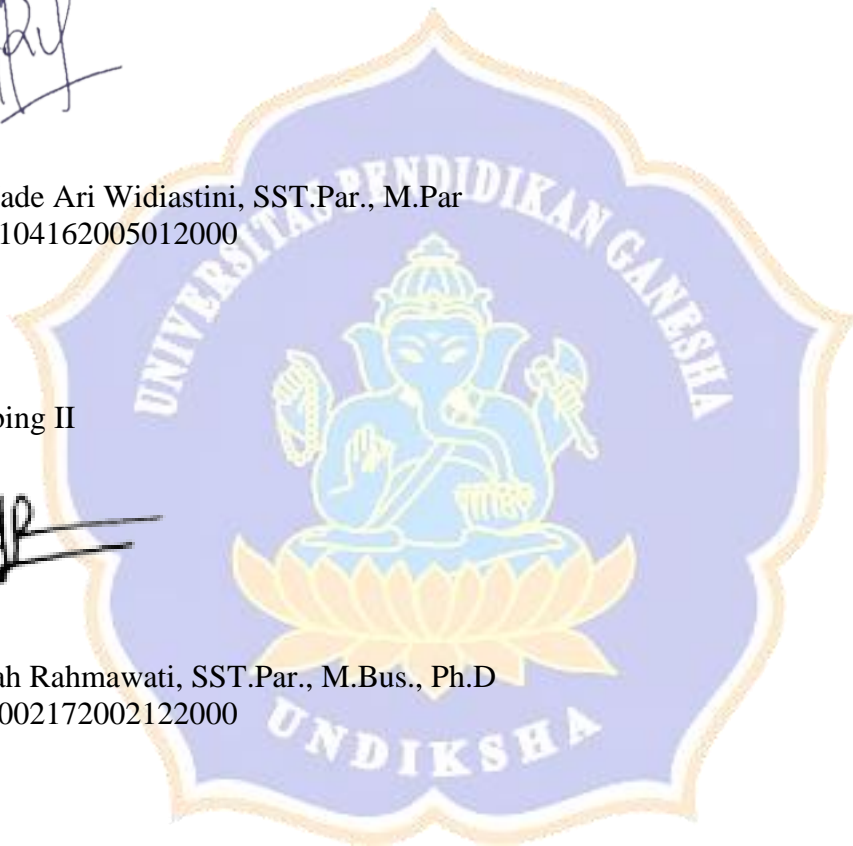 ade Ari Widiastini, SST.Par., M.Par
104162005012000
UNIVERSITAS PENDIDIKAN GANESHA
bing II
ah Rahmawati, SST.Par., M.Bus., Ph.D
002172002122000
UNDIKSHA